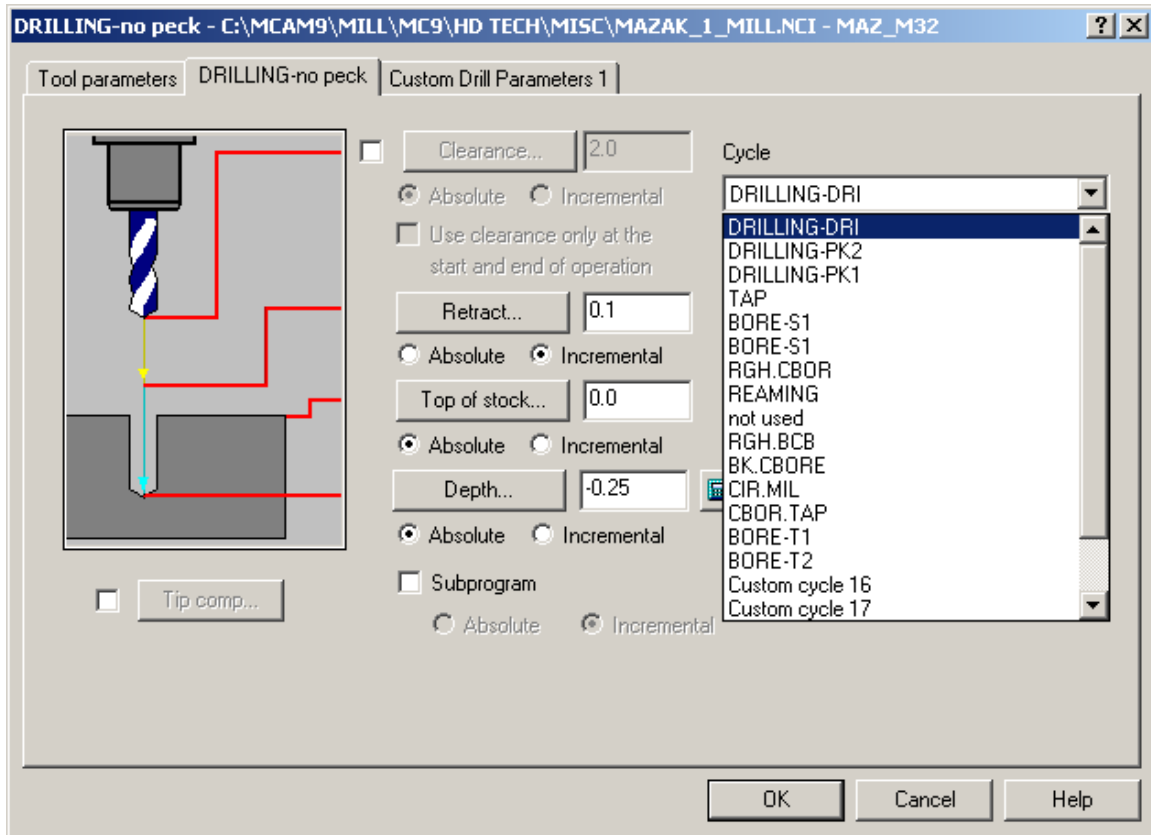 DRILLING-no peck - C:\MCAM9\MILL\MC9\HD TECH\MISC\MAZAK_1_MILL.NCI - MAZ_M32
Tool parameters
DRILLING-no peck
Custom Drill Parameters 1
Clearance...
2.0
Absolute
Incremental
Use clearance only at the
start and end of operation
Retract...
0.1
Absolute
Incremental
Top of stock...
0.0
Absolute
Incremental
Depth...
-0.25
Absolute
Incremental
Subprogram
Absolute
Incremental
Tip comp...
Cycle
DRILLING-DRI
DRILLING-DRI
DRILLING-PK2
DRILLING-PK1
TAP
BORE-S1
BORE-S1
RGH.CBOR
REAMING
not used
RGH.BCB
BK.CBORE
CIR.MIL
CBOR.TAP
BORE-T1
BORE-T2
Custom cycle 16
Custom cycle 17
OK
Cancel
Help